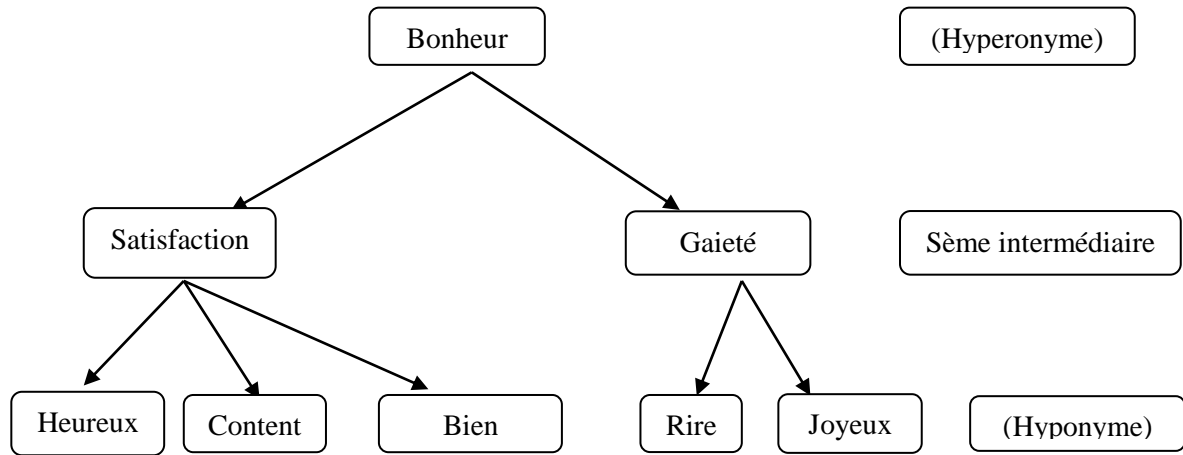 Bonheur
(Hyperonyme)
Satisfaction
Gaieté
Sème intermédiaire
Heureux
Content
Bien
Rire
Joyeux
(Hyponyme)